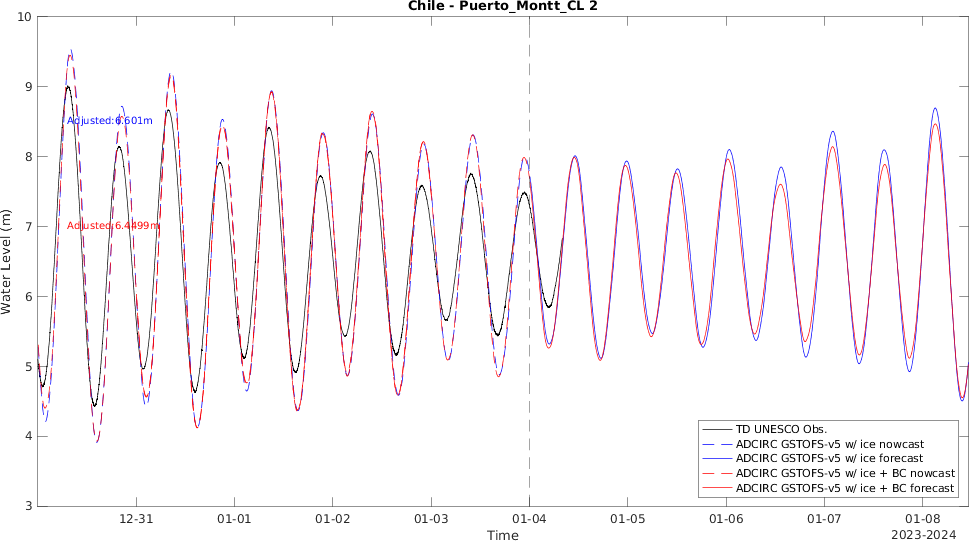 Chile - Puerto_Montt_CL 2
10
9
8
7
6
5
4
3
Water Level (m)
Adjusted:6.601m
Adjusted:6.4499m
TD UNESCO Obs.
ADCIRC GSTOFS-v5 w/ ice nowcast
ADCIRC GSTOFS-v5 w/ ice forecast
ADCIRC GSTOFS-v5 w/ ice + BC nowcast
ADCIRC GSTOFS-v5 w/ ice + BC forecast
12-31 01-01 01-02 01-03 01-04 01-05 01-06 01-07 01-08
Time
2023-2024